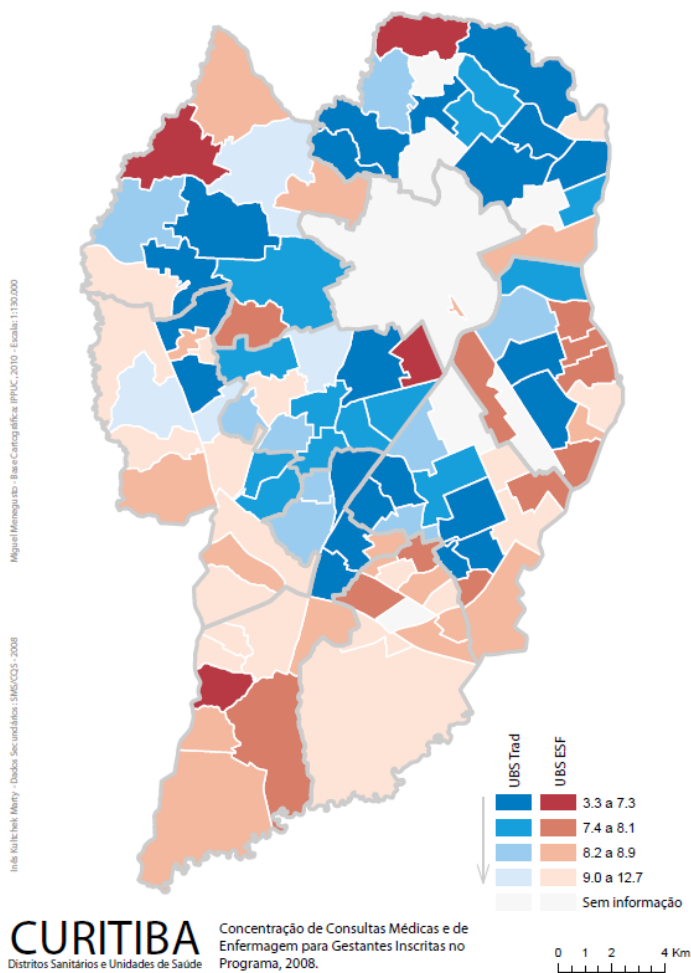 Miguel Menegusto - Base Cartográfica: IPPUC, 2010 - Escala: 1:130.000
Inês Kultchek Marty - Dados Secundários: SMS/CQS - 2008
UBS Trad
UBS ESF
3.3 a 7.3
7.4 a 8.1
8.2 a 8.9
9.0 a 12.7
Sem informação
CURITIBA
Distritos Sanitários e Unidades de Saúde
Concentração de Consultas Médicas e de
Enfermagem para Gestantes Inscritas no
Programa, 2008.
0 1 2 4 Km